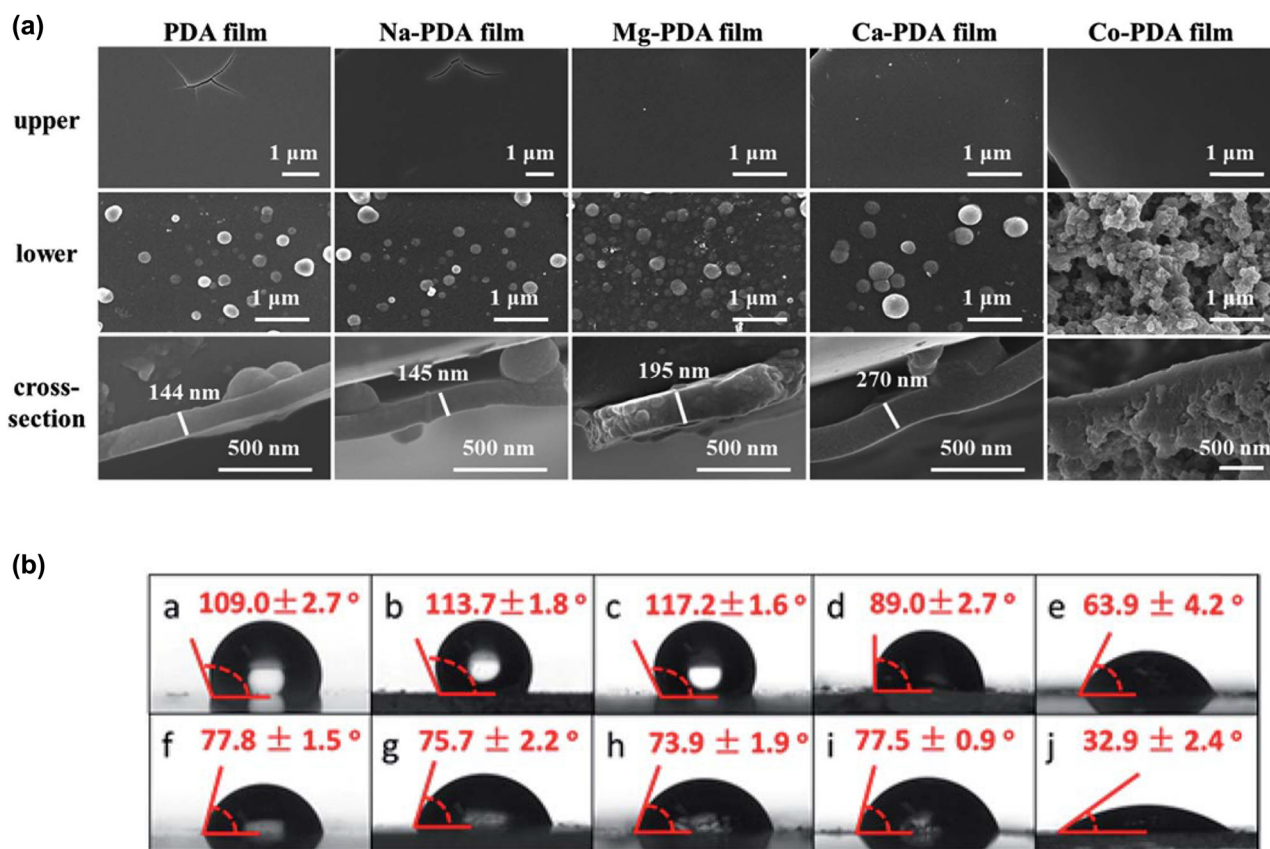 (a)
PDA film Na-PDA film Mg-PDA film Ca-PDA film Co-PDA film
upper
1 µm 1 µm 1 µm 1 µm 1 µm
lower
1 µm 1 µm 1 µm 1 µm 1 µm
cross-
section
144 nm 145 nm 195 nm 270 nm
500 nm 500 nm 500 nm 500 nm 500 nm
(b)
a 109.0 ± 2.7 ° b 113.7 ± 1.8 ° c 117.2 ± 1.6 ° d 89.0 ± 2.7 ° e 63.9 ± 4.2 °
f 77.8 ± 1.5 ° g 75.7 ± 2.2 ° h 73.9 ± 1.9 ° i 77.5 ± 0.9 ° j 32.9 ± 2.4 °